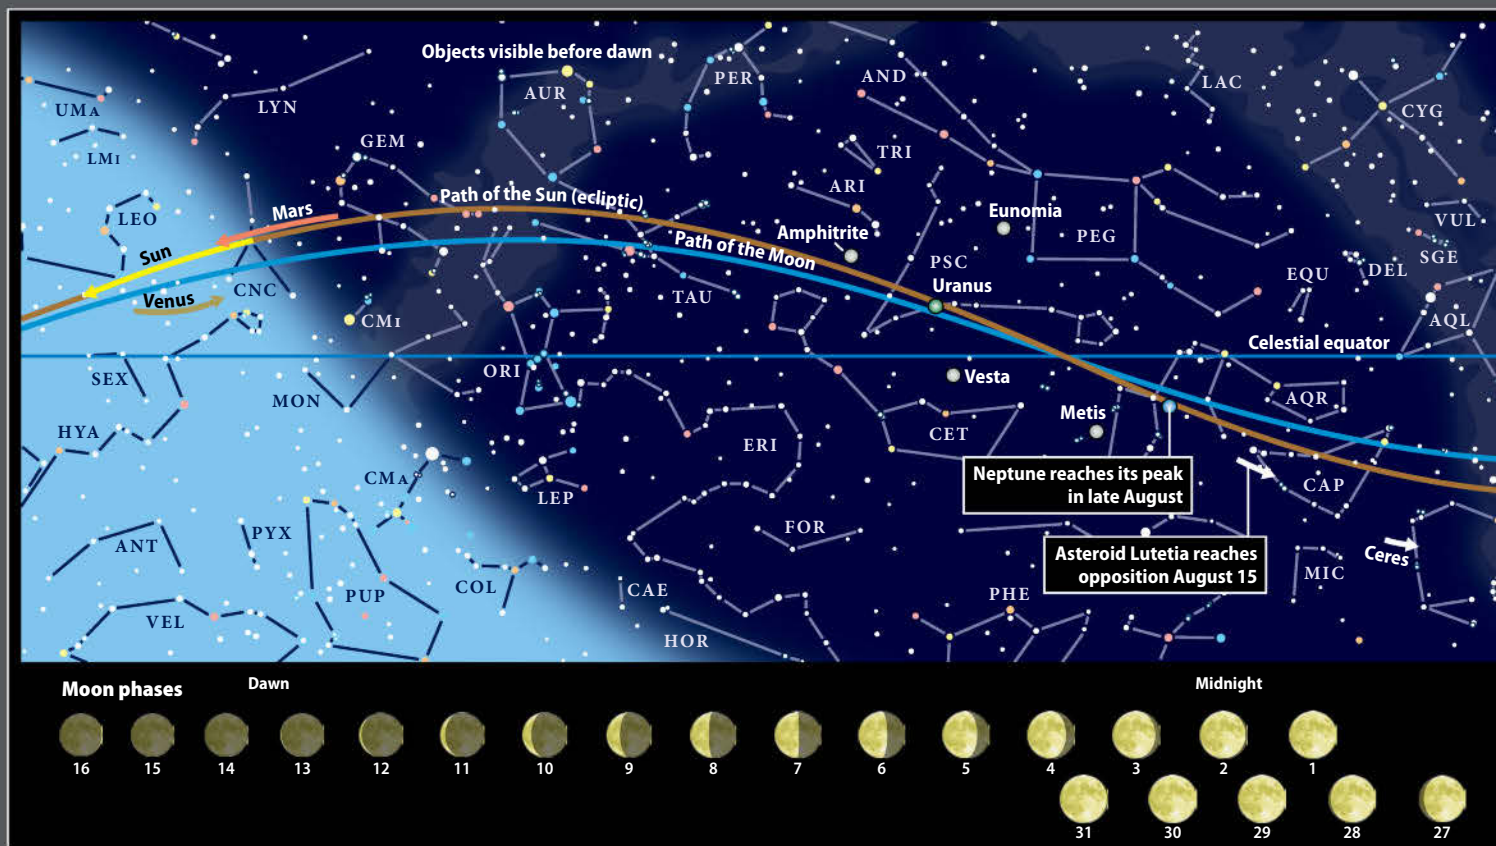 Objects visible before dawn
UMA
LYN
AUR
PER
AND
LAC
CYG
LMI
GEM
TRI
ARI
LEO
Mars
Path of the Sun (ecliptic)
Sun
Path of the Moon
Amphitrite
Eunomia
PEG
VUL
SGE
DEL
EQU
PSC
Uranus
Venus
CNC
TAU
CMI
AQL
Celestial equator
SEX
MON
ORI
Vesta
AQR
HYA
ERI
CET
Metis
CMA
LEP
Neptune reaches its peak
in late August
CAP
ANT
PYX
FOR
Asteroid Lutetia reaches
opposition August 15
Ceres
MIC
PUP
COL
CAE
PHE
VEL
HOR
Moon phases
Dawn
Midnight
16 15 14 13 12 11 10 9 8 7 6 5 4 3 2 1
31 30 29 28 27